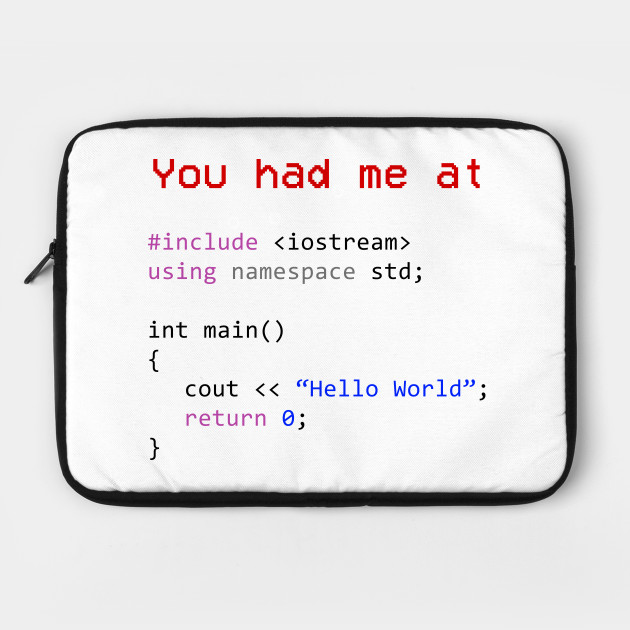 You had me at
#include <iostream>
using namespace std;
int main()
{
cout << “Hello World”;
return 0;
}